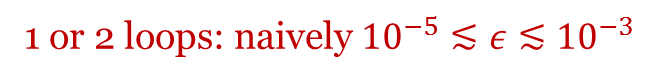 1 or 2 loops: naively 10⁻⁵ ≲ ϵ ≲ 10⁻³